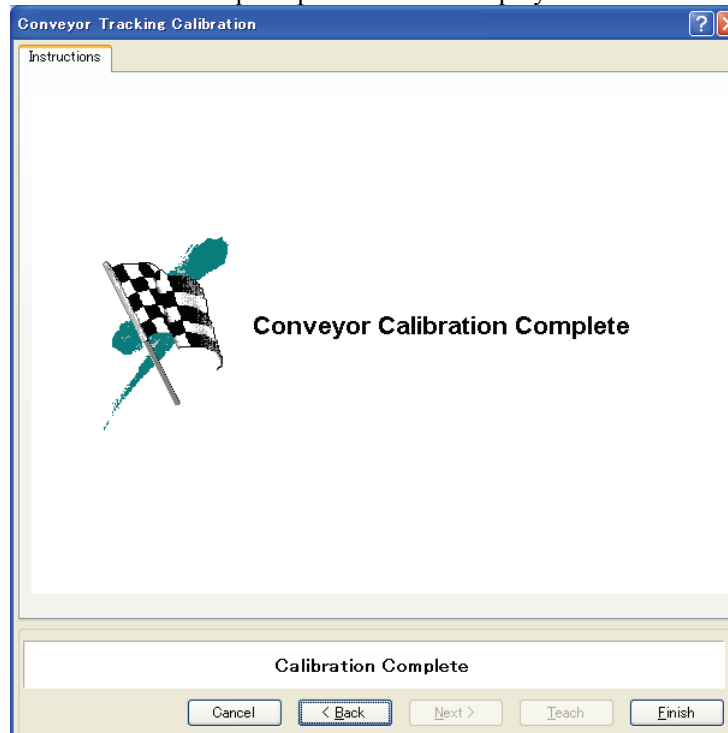 Conveyor Tracking Calibration
Instructions
Conveyor Calibration Complete
Calibration Complete
Cancel < Back Next > Teach Finish